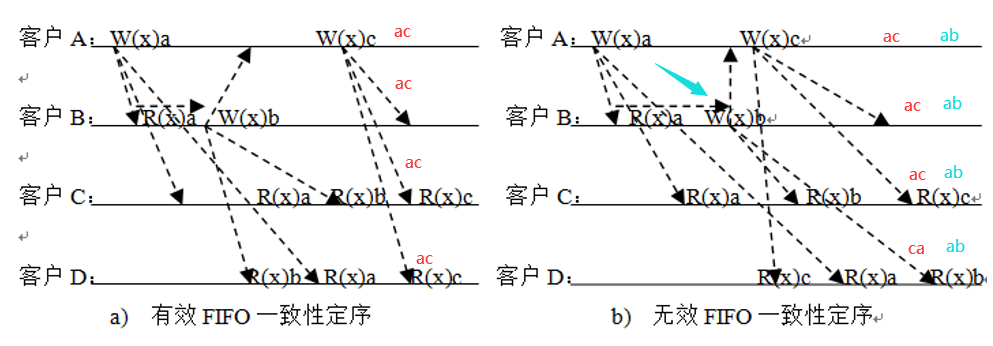 客户 A： W(x)a W(x)c ac
客户 B： R(x)a W(x)b ac
客户 C： R(x)a R(x)b R(x)c ac
客户 D： R(x)b R(x)a R(x)c ac
a) 有效 FIFO 一致性定序
客户 A： W(x)a W(x)c↵ ac ab
客户 B： R(x)a W(x)b↵ ac ab
客户 C： R(x)a R(x)b R(x)c↵ ac ab
客户 D： R(x)c R(x)a R(x)b ca ab
b) 无效 FIFO 一致性定序↵